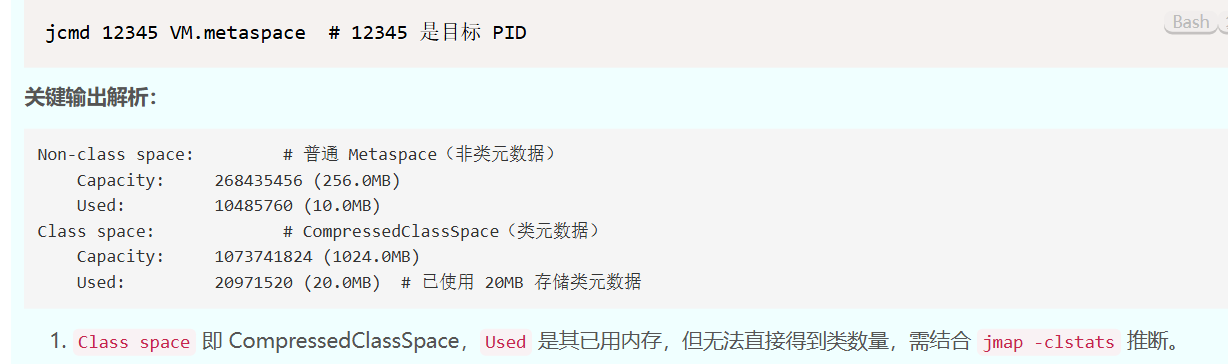 Bash
jcmd 12345 VM.metaspace  # 12345 是目标 PID
关键输出解析：
Non-class space:         # 普通 Metaspace（非类元数据）
    Capacity:     268435456 (256.0MB)
    Used:         10485760 (10.0MB)
Class space:             # CompressedClassSpace（类元数据）
    Capacity:     1073741824 (1024.0MB)
    Used:         20971520 (20.0MB)  # 已使用 20MB 存储类元数据
1. Class space 即 CompressedClassSpace，Used 是其已用内存，但无法直接得到类数量，需结合 jmap -clstats 推断。